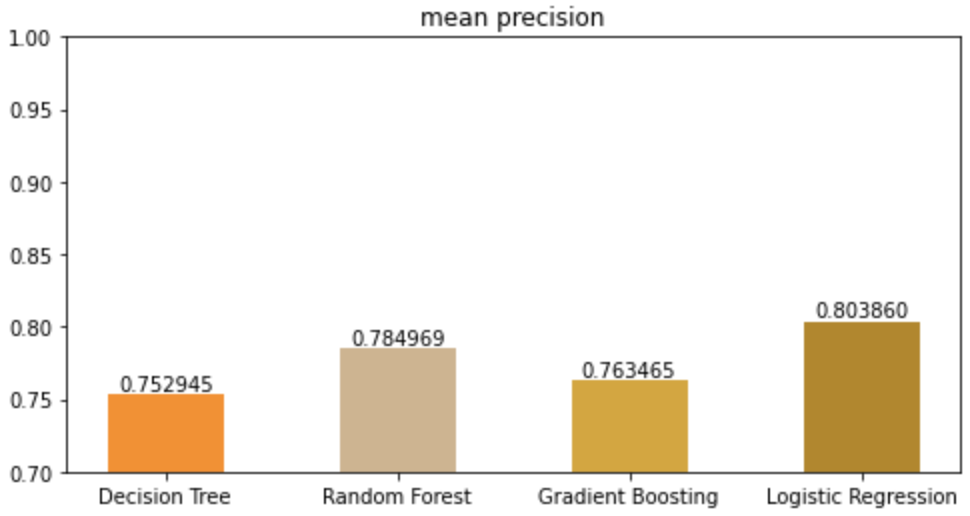 mean precision
1.00
0.95
0.90
0.85
0.80
0.75
0.70
0.752945
0.784969
0.763465
0.803860
Decision Tree
Random Forest
Gradient Boosting
Logistic Regression